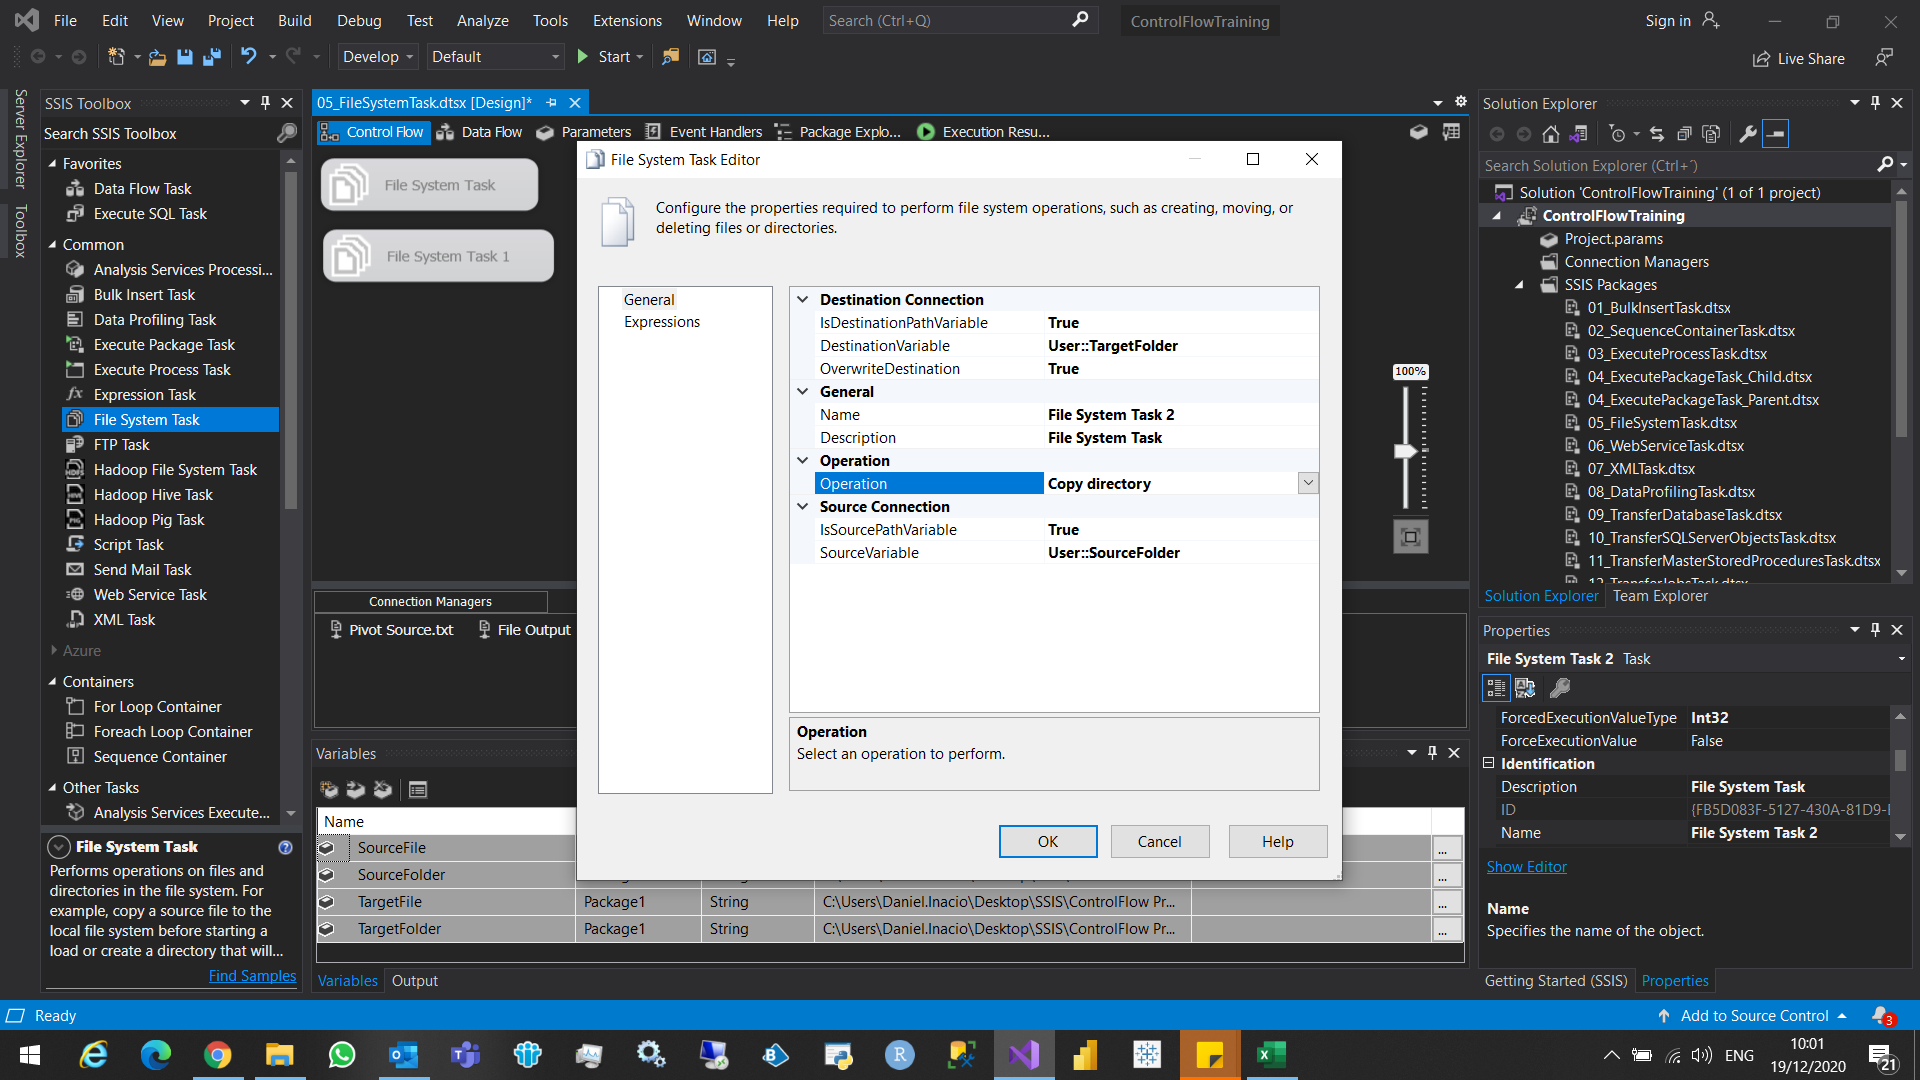 File Edit View Project Build Debug Test Analyze Tools Extensions Window Help Search (Ctrl+Q) ControlFlowTraining Sign in
Develop Default Start Live Share
Server Explorer
Toolbox
SSIS Toolbox
Search SSIS Toolbox
Favorites
Data Flow Task
Execute SQL Task
Common
Analysis Services Processi...
Bulk Insert Task
Data Profiling Task
Execute Package Task
Execute Process Task
Expression Task
File System Task
FTP Task
Hadoop File System Task
Hadoop Hive Task
Hadoop Pig Task
Script Task
Send Mail Task
Web Service Task
XML Task
Azure
Containers
For Loop Container
Foreach Loop Container
Sequence Container
Other Tasks
Analysis Services Execute...
File System Task
Performs operations on files and
directories in the file system. For
example, copy a source file to the
local file system before starting a
load or create a directory that will...
Find Samples
05_FileSystemTask.dtsx [Design]*
Control Flow Data Flow Parameters Event Handlers Package Explo... Execution Resu...
File System Task
File System Task 1
100%
Connection Managers
Pivot Source.txt File Output
Variables
Name
SourceFile
SourceFolder
TargetFile Package1 String C:\Users\Daniel.Inacio\Desktop\SSIS\ControlFlow Pr... ...
TargetFolder Package1 String C:\Users\Daniel.Inacio\Desktop\SSIS\ControlFlow Pr... ...
Variables Output
File System Task Editor
Configure the properties required to perform file system operations, such as creating, moving, or
deleting files or directories.
General
Expressions
Destination Connection
IsDestinationPathVariable True
DestinationVariable User::TargetFolder
OverwriteDestination True
General
Name File System Task 2
Description File System Task
Operation
Operation Copy directory
Source Connection
IsSourcePathVariable True
SourceVariable User::SourceFolder
Operation
Select an operation to perform.
OK Cancel Help
Solution Explorer
Search Solution Explorer (Ctrl+´)
Solution 'ControlFlowTraining' (1 of 1 project)
ControlFlowTraining
Project.params
Connection Managers
SSIS Packages
01_BulkInsertTask.dtsx
02_SequenceContainerTask.dtsx
03_ExecuteProcessTask.dtsx
04_ExecutePackageTask_Child.dtsx
04_ExecutePackageTask_Parent.dtsx
05_FileSystemTask.dtsx
06_WebServiceTask.dtsx
07_XMLTask.dtsx
08_DataProfilingTask.dtsx
09_TransferDatabaseTask.dtsx
10_TransferSQLServerObjectsTask.dtsx
11_TransferMasterStoredProceduresTask.dtsx
12_TransferJobsTask.dtsx
Solution Explorer Team Explorer
Properties
File System Task 2 Task
ForcedExecutionValueType Int32
ForceExecutionValue False
Identification
Description File System Task
ID {FB5D083F-5127-430A-81D9-
Name File System Task 2
Show Editor
Name
Specifies the name of the object.
Getting Started (SSIS) Properties
Ready Add to Source Control 3
ENG 10:01
19/12/2020 21